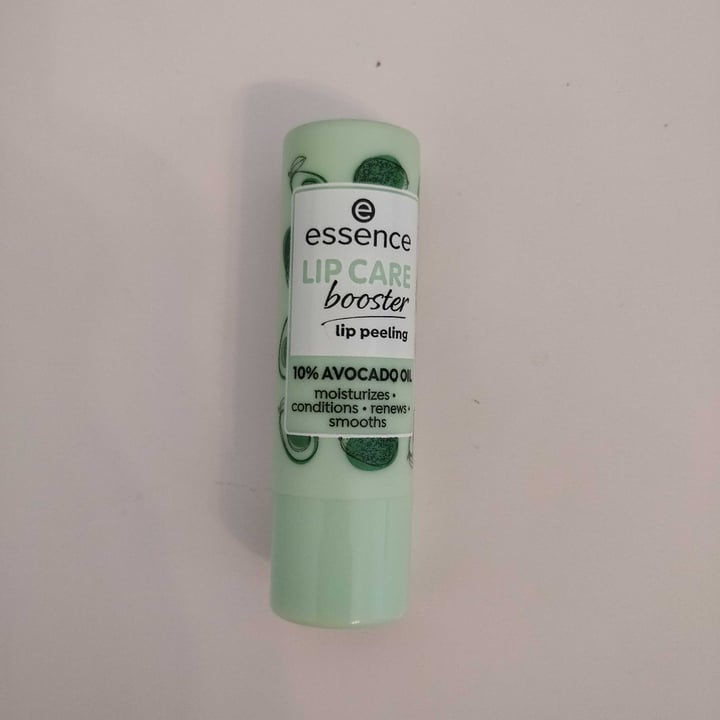 e
essence
LIP CARE
booster
lip peeling
10% AVOCADO OIL
moisturizes •
conditions • renews •
smooths